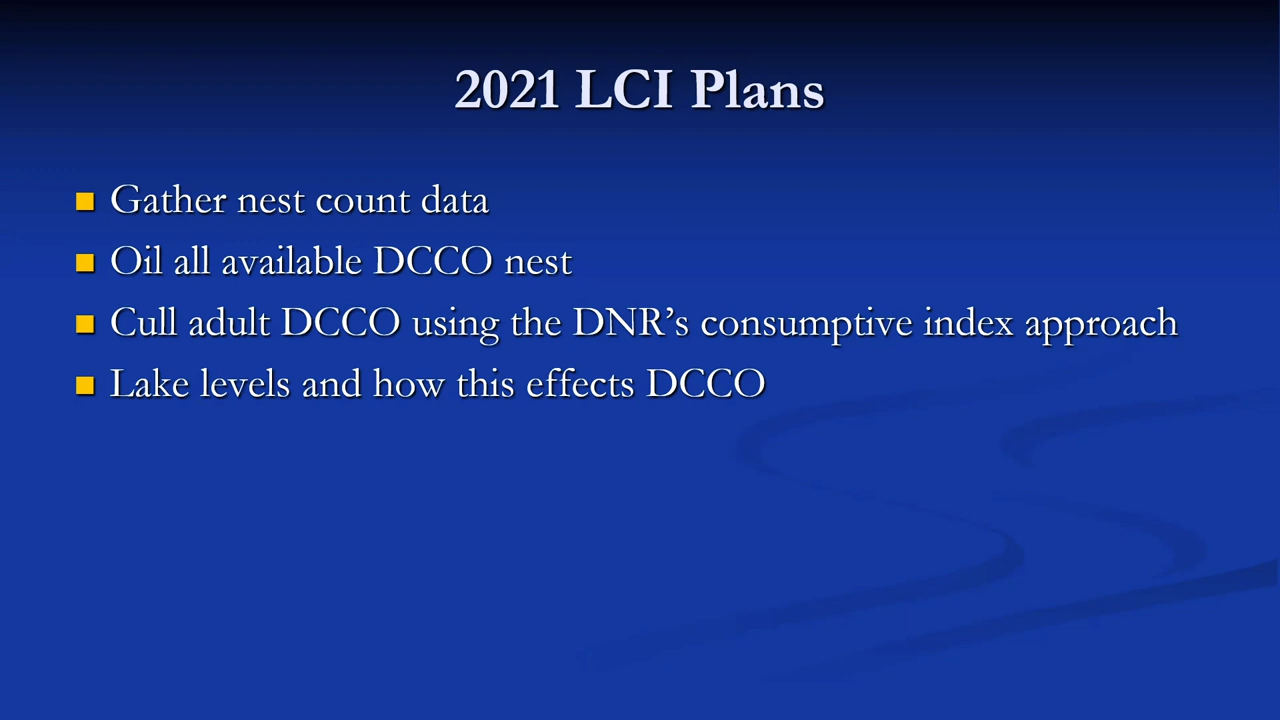 2021 LCI Plans
Gather nest count data
Oil all available DCCO nest
Cull adult DCCO using the DNR’s consumptive index approach
Lake levels and how this effects DCCO